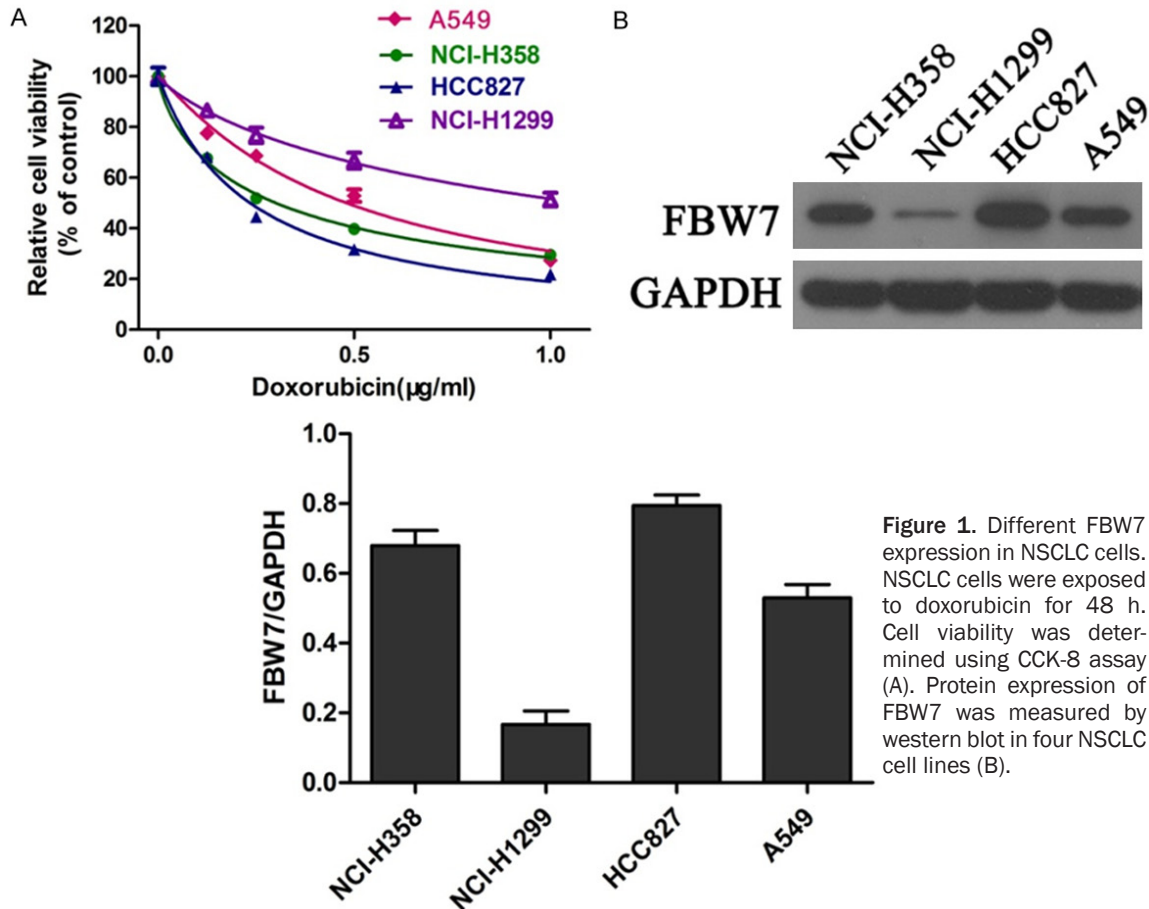 A
120
100
80
60
40
20
0
Relative cell viability
(% of control)
0.0
0.5
1.0
Doxorubicin(µg/ml)
A549
NCI-H358
HCC827
NCI-H1299
B
NCI-H358
NCI-H1299
HCC827
A549
FBW7
GAPDH
1.0
0.8
0.6
0.4
0.2
0.0
FBW7/GAPDH
NCI-H358
NCI-H1299
HCC827
A549
Figure 1. Different FBW7
expression in NSCLC cells.
NSCLC cells were exposed
to doxorubicin for 48 h.
Cell viability was deter-
mined using CCK-8 assay
(A). Protein expression of
FBW7 was measured by
western blot in four NSCLC
cell lines (B).